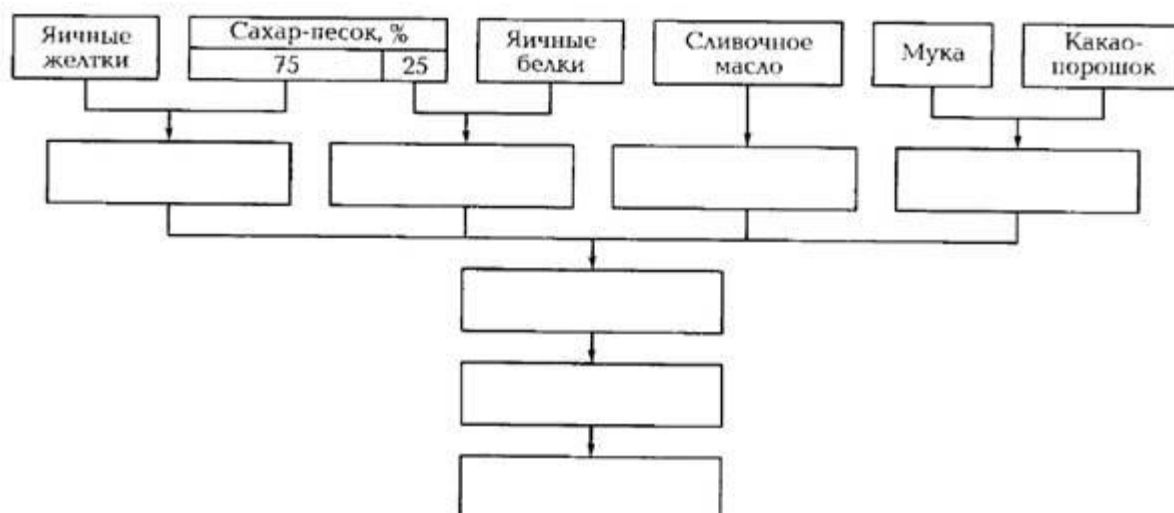 Яичные
желтки
Сахар-песок, %
75
25
Яичные
белки
Сливочное
масло
Мука
Какао-
порошок